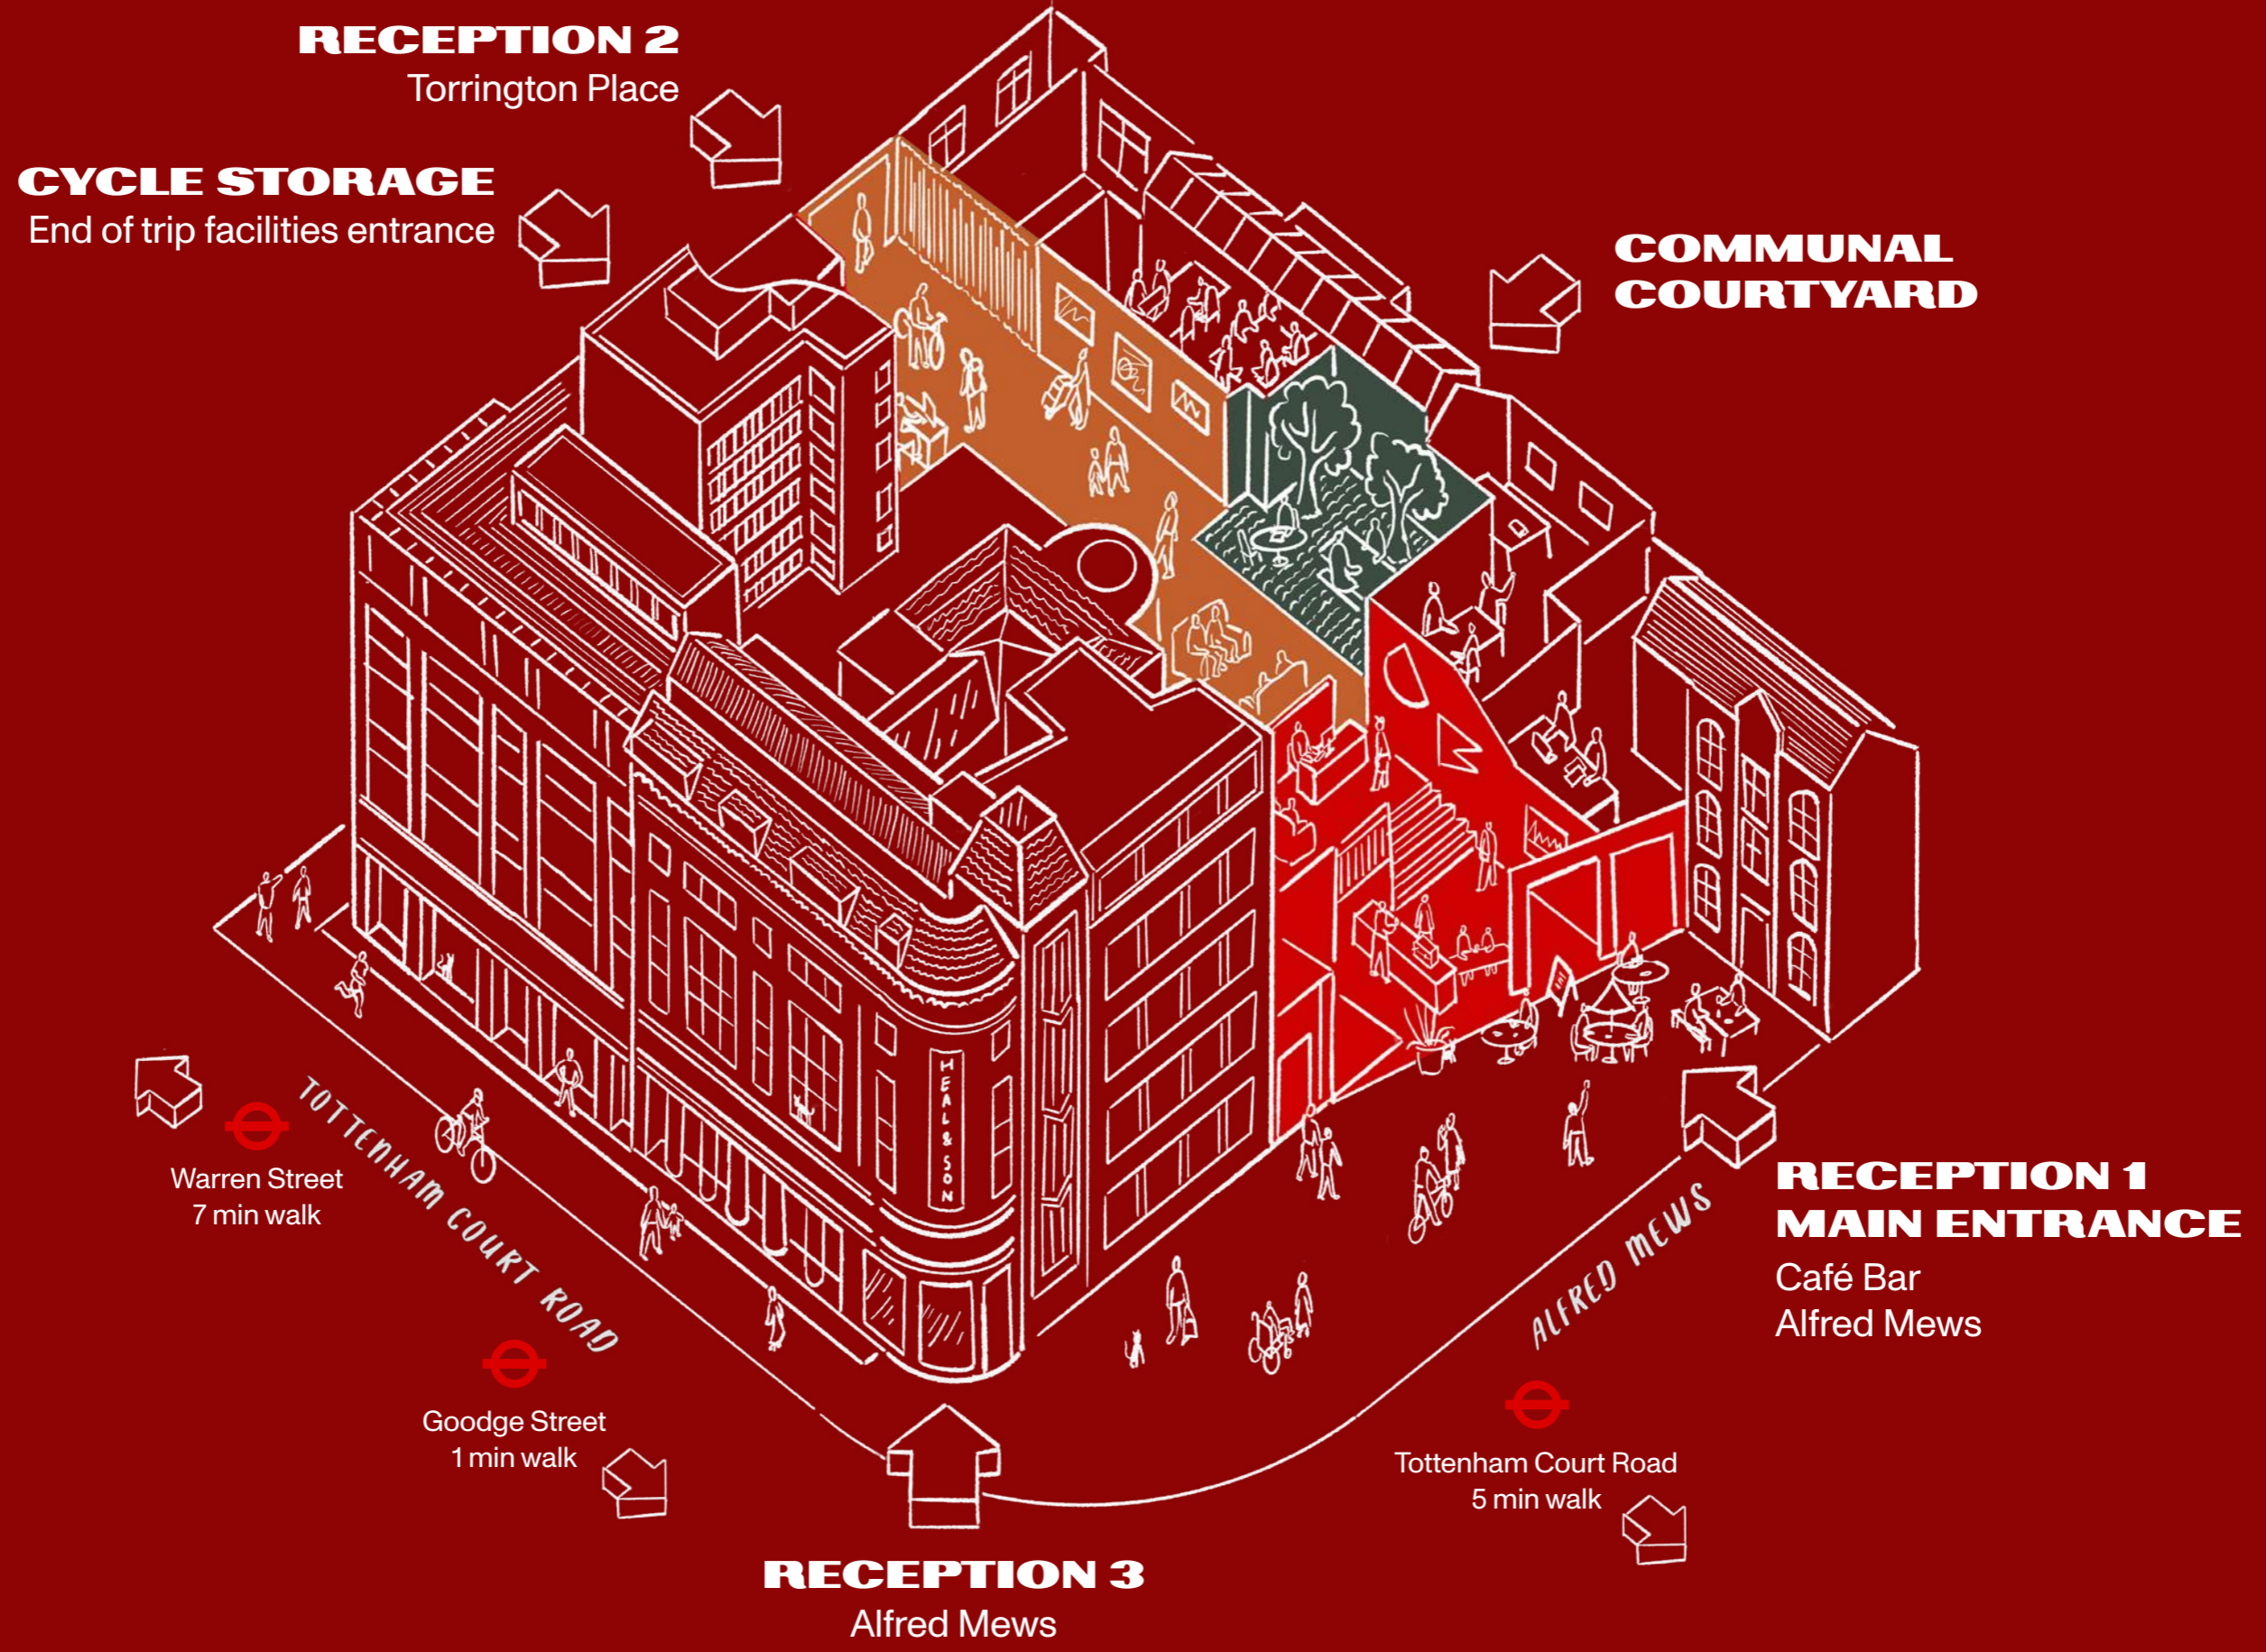 RECEPTION 2
Torrington Place
CYCLE STORAGE
End of trip facilities entrance
COMMUNAL
COURTYARD
HEAL & SON
TOTTENHAM COURT ROAD
Warren Street
7 min walk
Goodge Street
1 min walk
ALFRED MEWS
RECEPTION 1
MAIN ENTRANCE
Café Bar
Alfred Mews
Tottenham Court Road
5 min walk
RECEPTION 3
Alfred Mews